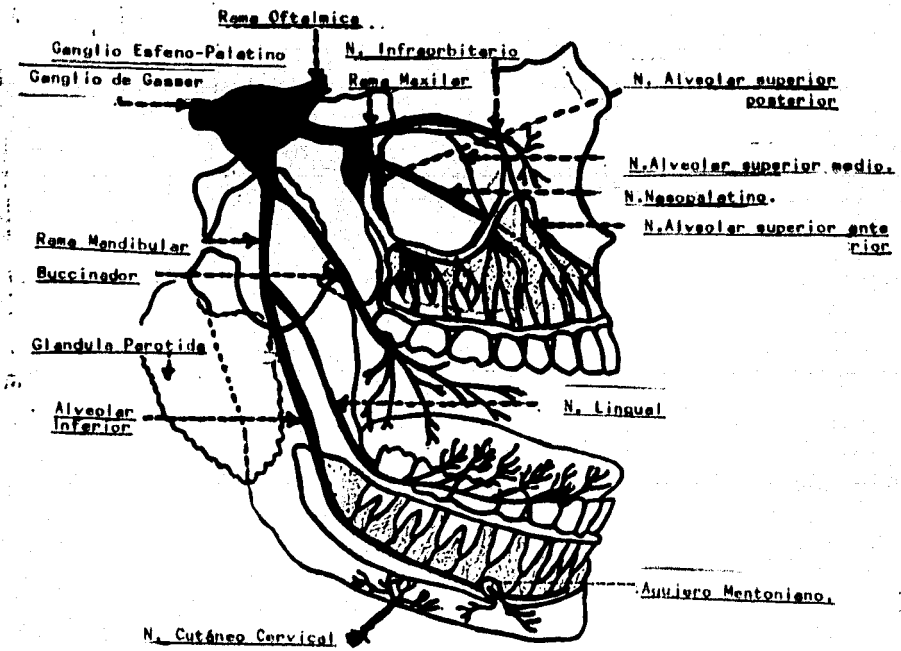 Rama Oftalmica
Ganglio Esfeno-Palatino
Ganglio de Gasser
N. Infraorbitario
Rama Maxilar
N. Alveolar superior
posterior
N.Alveolar superior medio.
N.Nasopalatino.
N.Alveolar superior ante
rior
Rama Mandibular
Buccinador
Glandula Parotida
Alveolar
Inferior
N. Lingual
Agujero Mentoniano.
N. Cutáneo Cervical